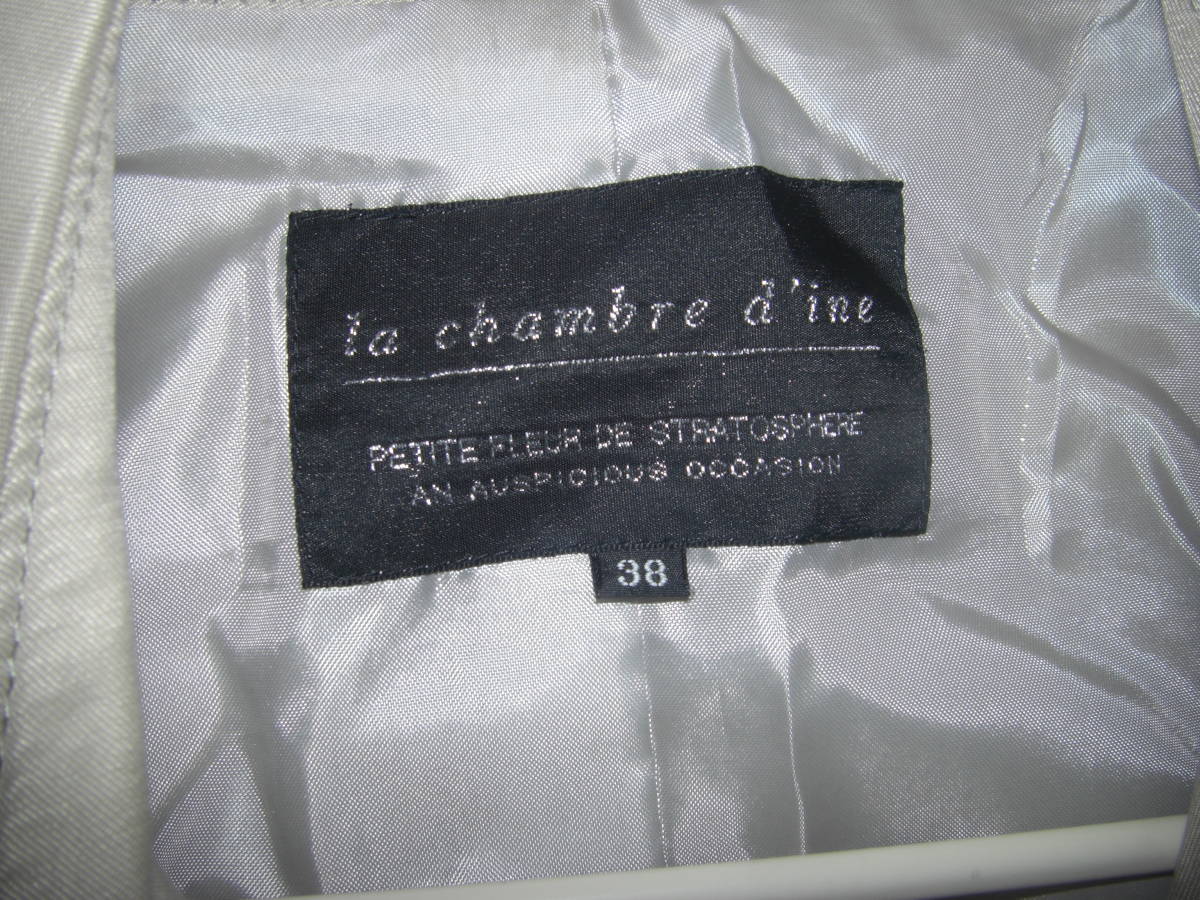 la chambre d'ine
PETITE FLEUR DE STRATOSPHERE
AN AUSPICIOUS OCCASION
38